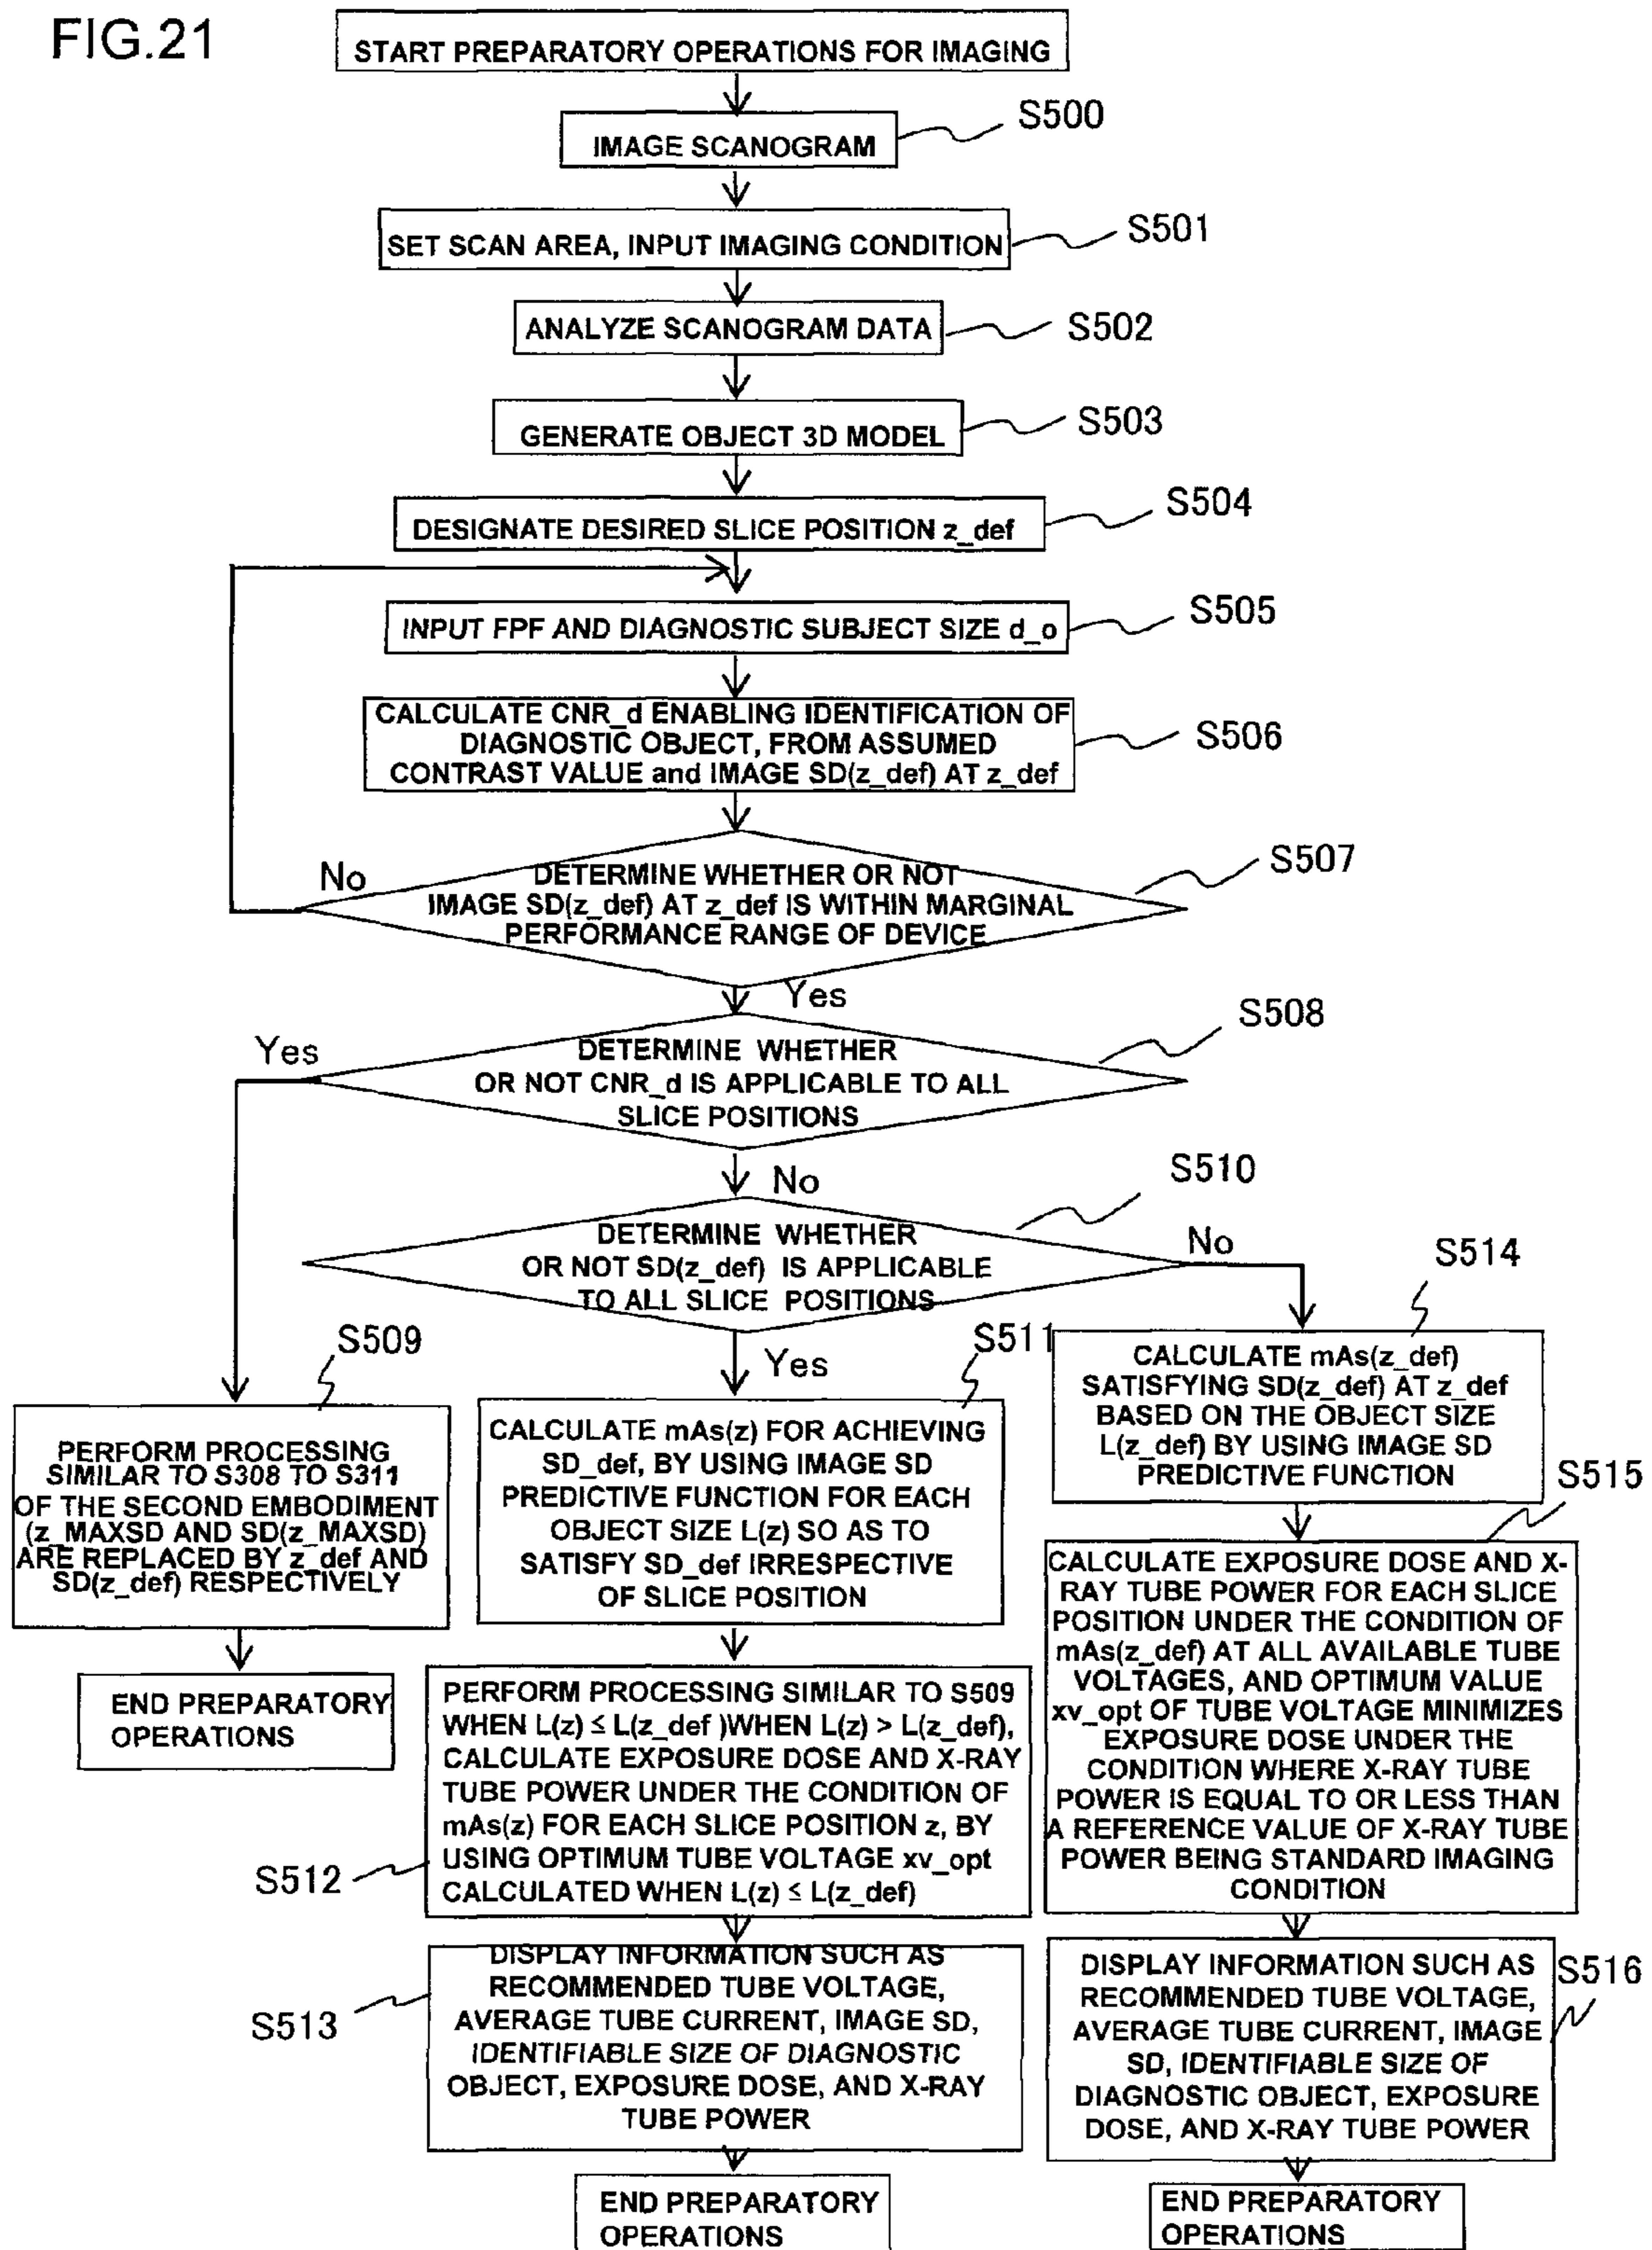 FIG.21
START PREPARATORY OPERATIONS FOR IMAGING
S500
IMAGE SCANOGRAM
S501
SET SCAN AREA, INPUT IMAGING CONDITION
S502
ANALYZE SCANOGRAM DATA
S503
GENERATE OBJECT 3D MODEL
S504
DESIGNATE DESIRED SLICE POSITION z_def
S505
INPUT FPF AND DIAGNOSTIC SUBJECT SIZE d_o
CALCULATE CNR_d ENABLING IDENTIFICATION OF
DIAGNOSTIC OBJECT, FROM ASSUMED
CONTRAST VALUE and IMAGE SD(z_def) AT z_def
S506
S507
No
DETERMINE WHETHER OR NOT
IMAGE SD(z_def) AT z_def IS WITHIN MARGINAL
PERFORMANCE RANGE OF DEVICE
Yes
S508
Yes
DETERMINE WHETHER
OR NOT CNR_d IS APPLICABLE TO ALL
SLICE POSITIONS
No
S510
DETERMINE WHETHER
OR NOT SD(z_def) IS APPLICABLE
TO ALL SLICE POSITIONS
No
Yes
S509
PERFORM PROCESSING
SIMILAR TO S308 TO S311
OF THE SECOND EMBODIMENT
(z_MAXSD AND SD(z_MAXSD)
ARE REPLACED BY z_def AND
SD(z_def) RESPECTIVELY
END PREPARATORY
OPERATIONS
S511
CALCULATE mAs(z) FOR ACHIEVING
SD_def, BY USING IMAGE SD
PREDICTIVE FUNCTION FOR EACH
OBJECT SIZE L(z) SO AS TO
SATISFY SD_def IRRESPECTIVE
OF SLICE POSITION
PERFORM PROCESSING SIMILAR TO S509
WHEN L(z) ≤ L(z_def )WHEN L(z) > L(z_def),
CALCULATE EXPOSURE DOSE AND X-RAY
TUBE POWER UNDER THE CONDITION OF
mAs(z) FOR EACH SLICE POSITION z, BY
USING OPTIMUM TUBE VOLTAGE xv_opt
CALCULATED WHEN L(z) ≤ L(z_def)
S512
DISPLAY INFORMATION SUCH AS
RECOMMENDED TUBE VOLTAGE,
AVERAGE TUBE CURRENT, IMAGE SD,
IDENTIFIABLE SIZE OF DIAGNOSTIC
OBJECT, EXPOSURE DOSE, AND X-RAY
TUBE POWER
S513
END PREPARATORY
OPERATIONS
S514
CALCULATE mAs(z_def)
SATISFYING SD(z_def) AT z_def
BASED ON THE OBJECT SIZE
L(z_def) BY USING IMAGE SD
PREDICTIVE FUNCTION
S515
CALCULATE EXPOSURE DOSE AND X-
RAY TUBE POWER FOR EACH SLICE
POSITION UNDER THE CONDITION OF
mAs(z_def) AT ALL AVAILABLE TUBE
VOLTAGES, AND OPTIMUM VALUE
xv_opt OF TUBE VOLTAGE MINIMIZES
EXPOSURE DOSE UNDER THE
CONDITION WHERE X-RAY TUBE
POWER IS EQUAL TO OR LESS THAN
A REFERENCE VALUE OF X-RAY TUBE
POWER BEING STANDARD IMAGING
CONDITION
DISPLAY INFORMATION SUCH AS
RECOMMENDED TUBE VOLTAGE,
AVERAGE TUBE CURRENT, IMAGE
SD, IDENTIFIABLE SIZE OF
DIAGNOSTIC OBJECT, EXPOSURE
DOSE, AND X-RAY TUBE POWER
S516
END PREPARATORY
OPERATIONS